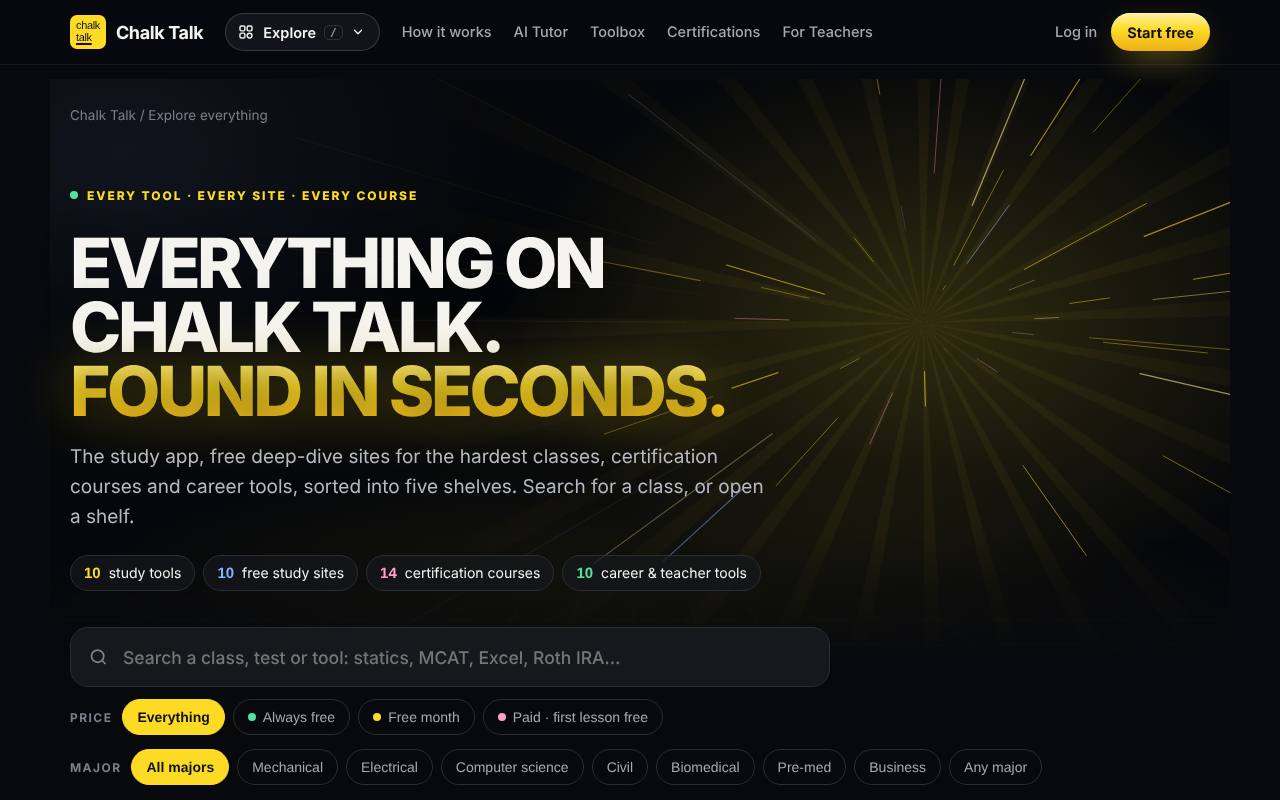 chalk
talk
Chalk Talk
Explore /
How it works
AI Tutor
Toolbox
Certifications
For Teachers
Log in
Start free
Chalk Talk / Explore everything
EVERY TOOL · EVERY SITE · EVERY COURSE
EVERYTHING ON
CHALK TALK.
FOUND IN SECONDS.
The study app, free deep-dive sites for the hardest classes, certification
courses and career tools, sorted into five shelves. Search for a class, or open
a shelf.
10 study tools
10 free study sites
14 certification courses
10 career & teacher tools
Search a class, test or tool: statics, MCAT, Excel, Roth IRA...
PRICE
Everything
Always free
Free month
Paid · first lesson free
MAJOR
All majors
Mechanical
Electrical
Computer science
Civil
Biomedical
Pre-med
Business
Any major